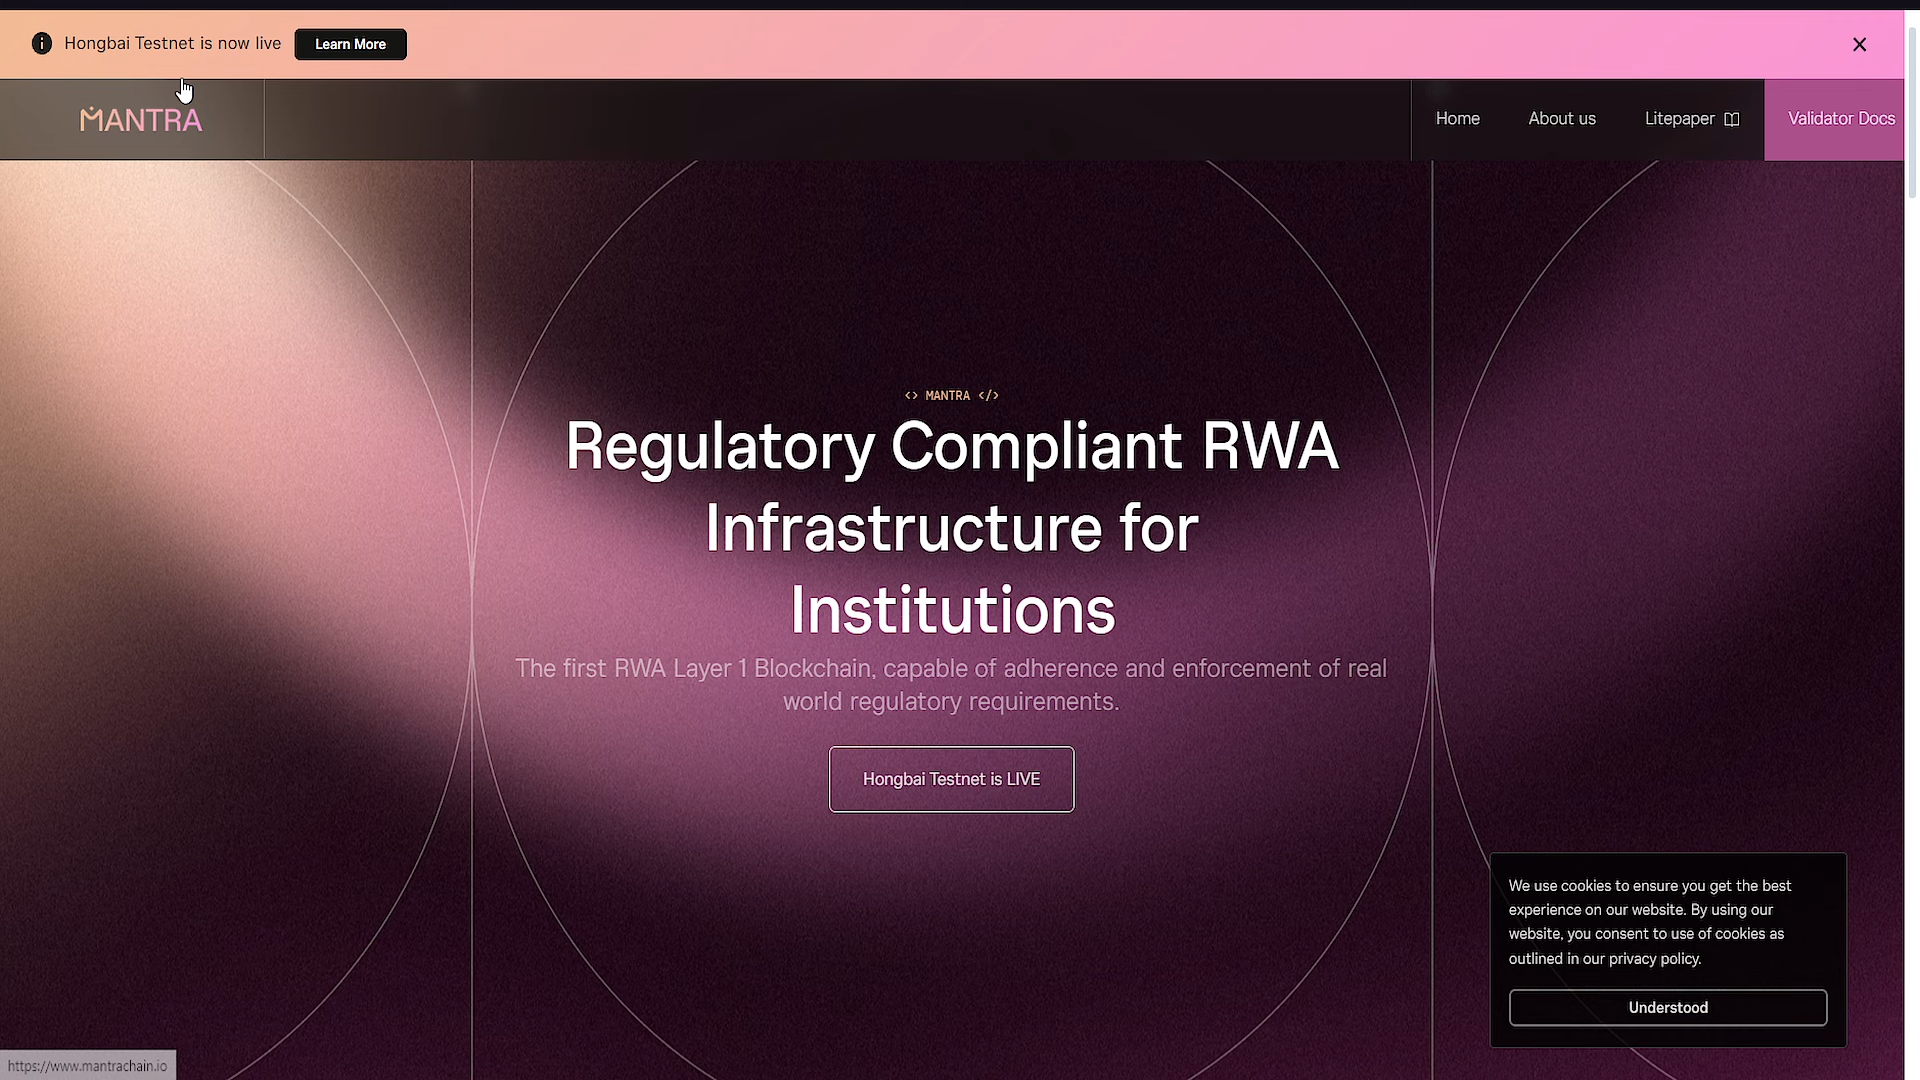 Hongbai Testnet is now live
Learn More
MANTRA
Home
About us
Litepaper
Validator Docs
<> MANTRA </>
Regulatory Compliant RWA
Infrastructure for
Institutions
The first RWA Layer 1 Blockchain, capable of adherence and enforcement of real
world regulatory requirements.
Hongbai Testnet is LIVE
We use cookies to ensure you get the best
experience on our website. By using our
website, you consent to use of cookies as
outlined in our privacy policy.
Understood
https://www.mantrachain.io